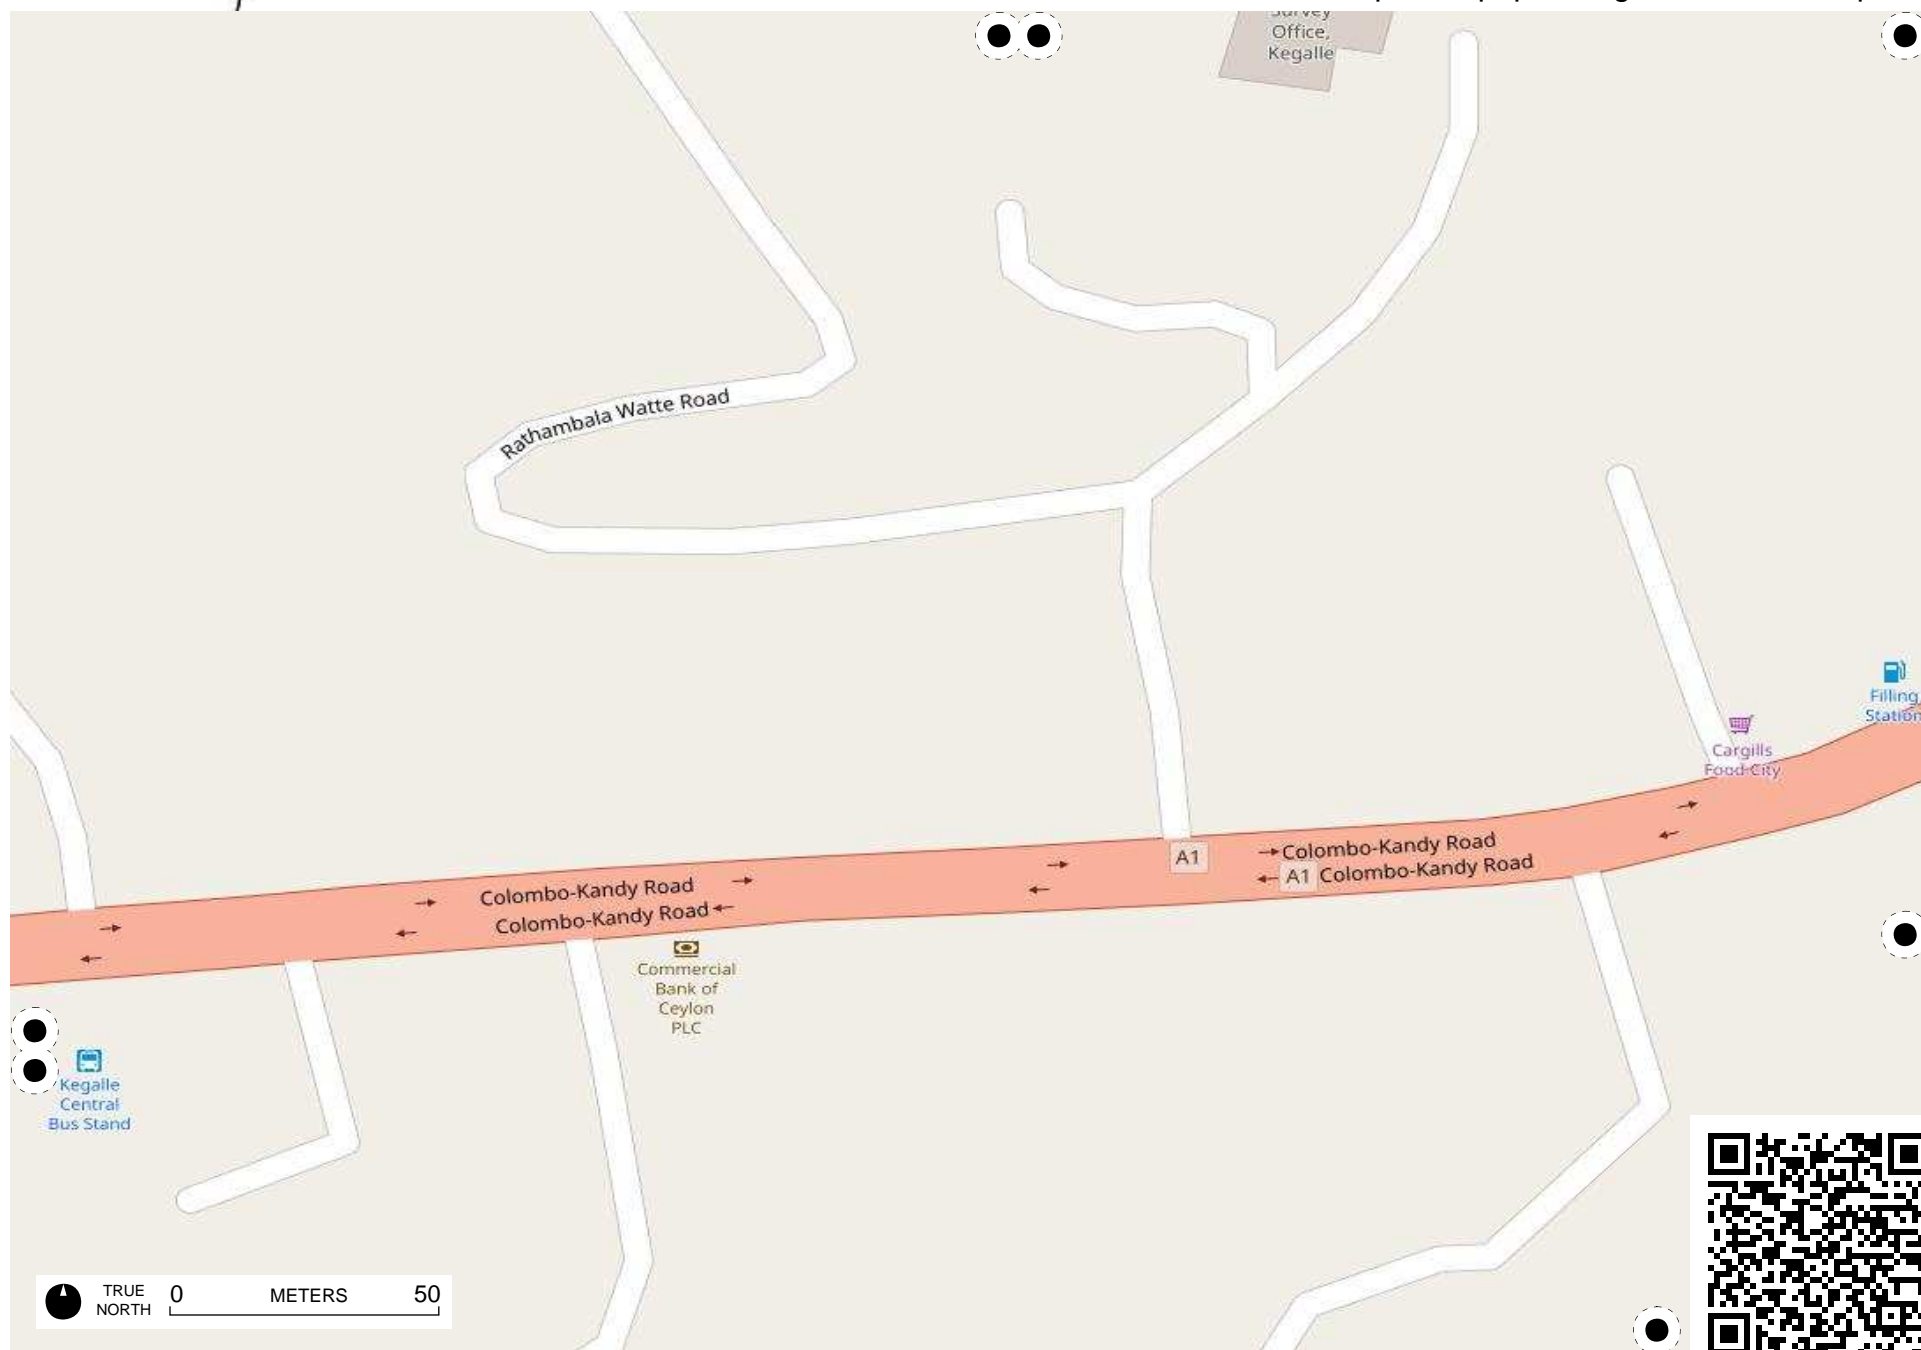 Survey
Office,
Kegalle
Rathambala Watte Road
Filling
Station
Cargills
Food City
A1
Colombo-Kandy Road
A1 Colombo-Kandy Road
Colombo-Kandy Road
Colombo-Kandy Road
Commercial
Bank of
Ceylon
PLC
Kegalle
Central
Bus Stand
TRUE
NORTH
0 METERS 50